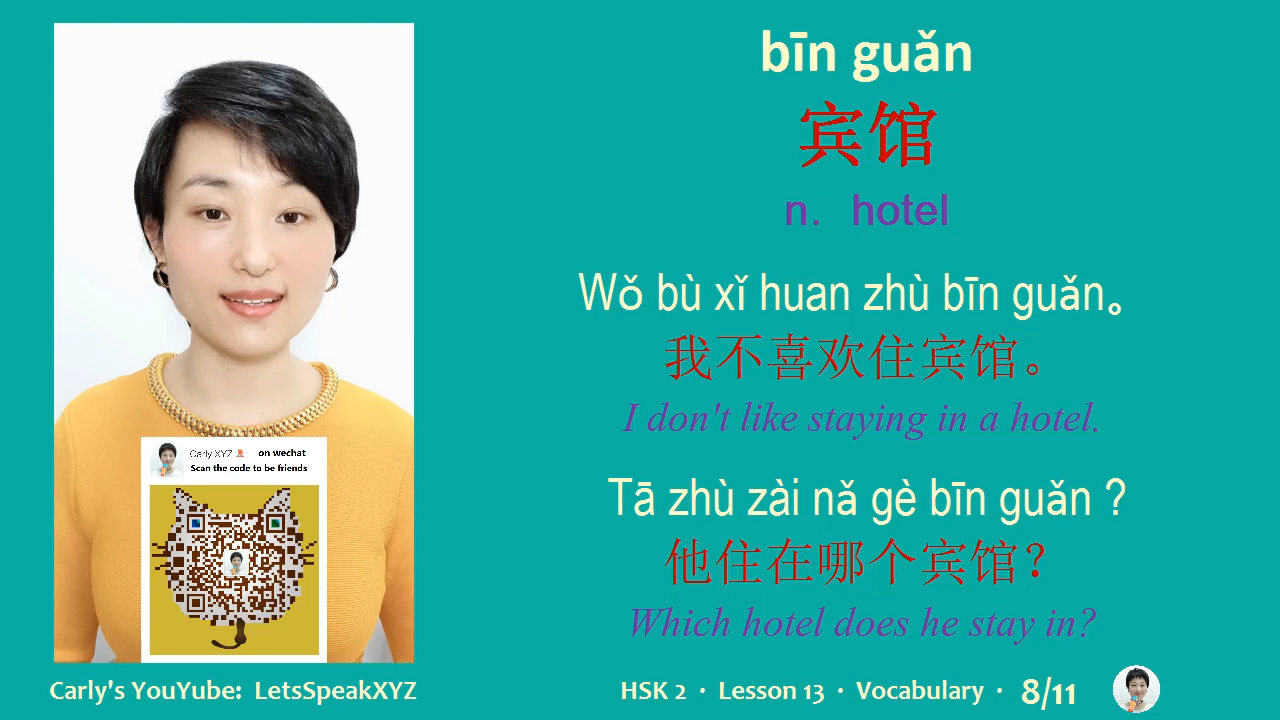 bīn guǎn
宾馆
n. hotel
Wǒ bù xǐ huan zhù bīn guǎn。
我不喜欢住宾馆。
I don't like staying in a hotel.
Tā zhù zài nǎ gè bīn guǎn ?
他住在哪个宾馆？
Which hotel does he stay in?
Carly XYZ on wechat
Scan the code to be friends
Carly's YouYube: LetsSpeakXYZ
HSK 2 · Lesson 13 · Vocabulary · 8/11